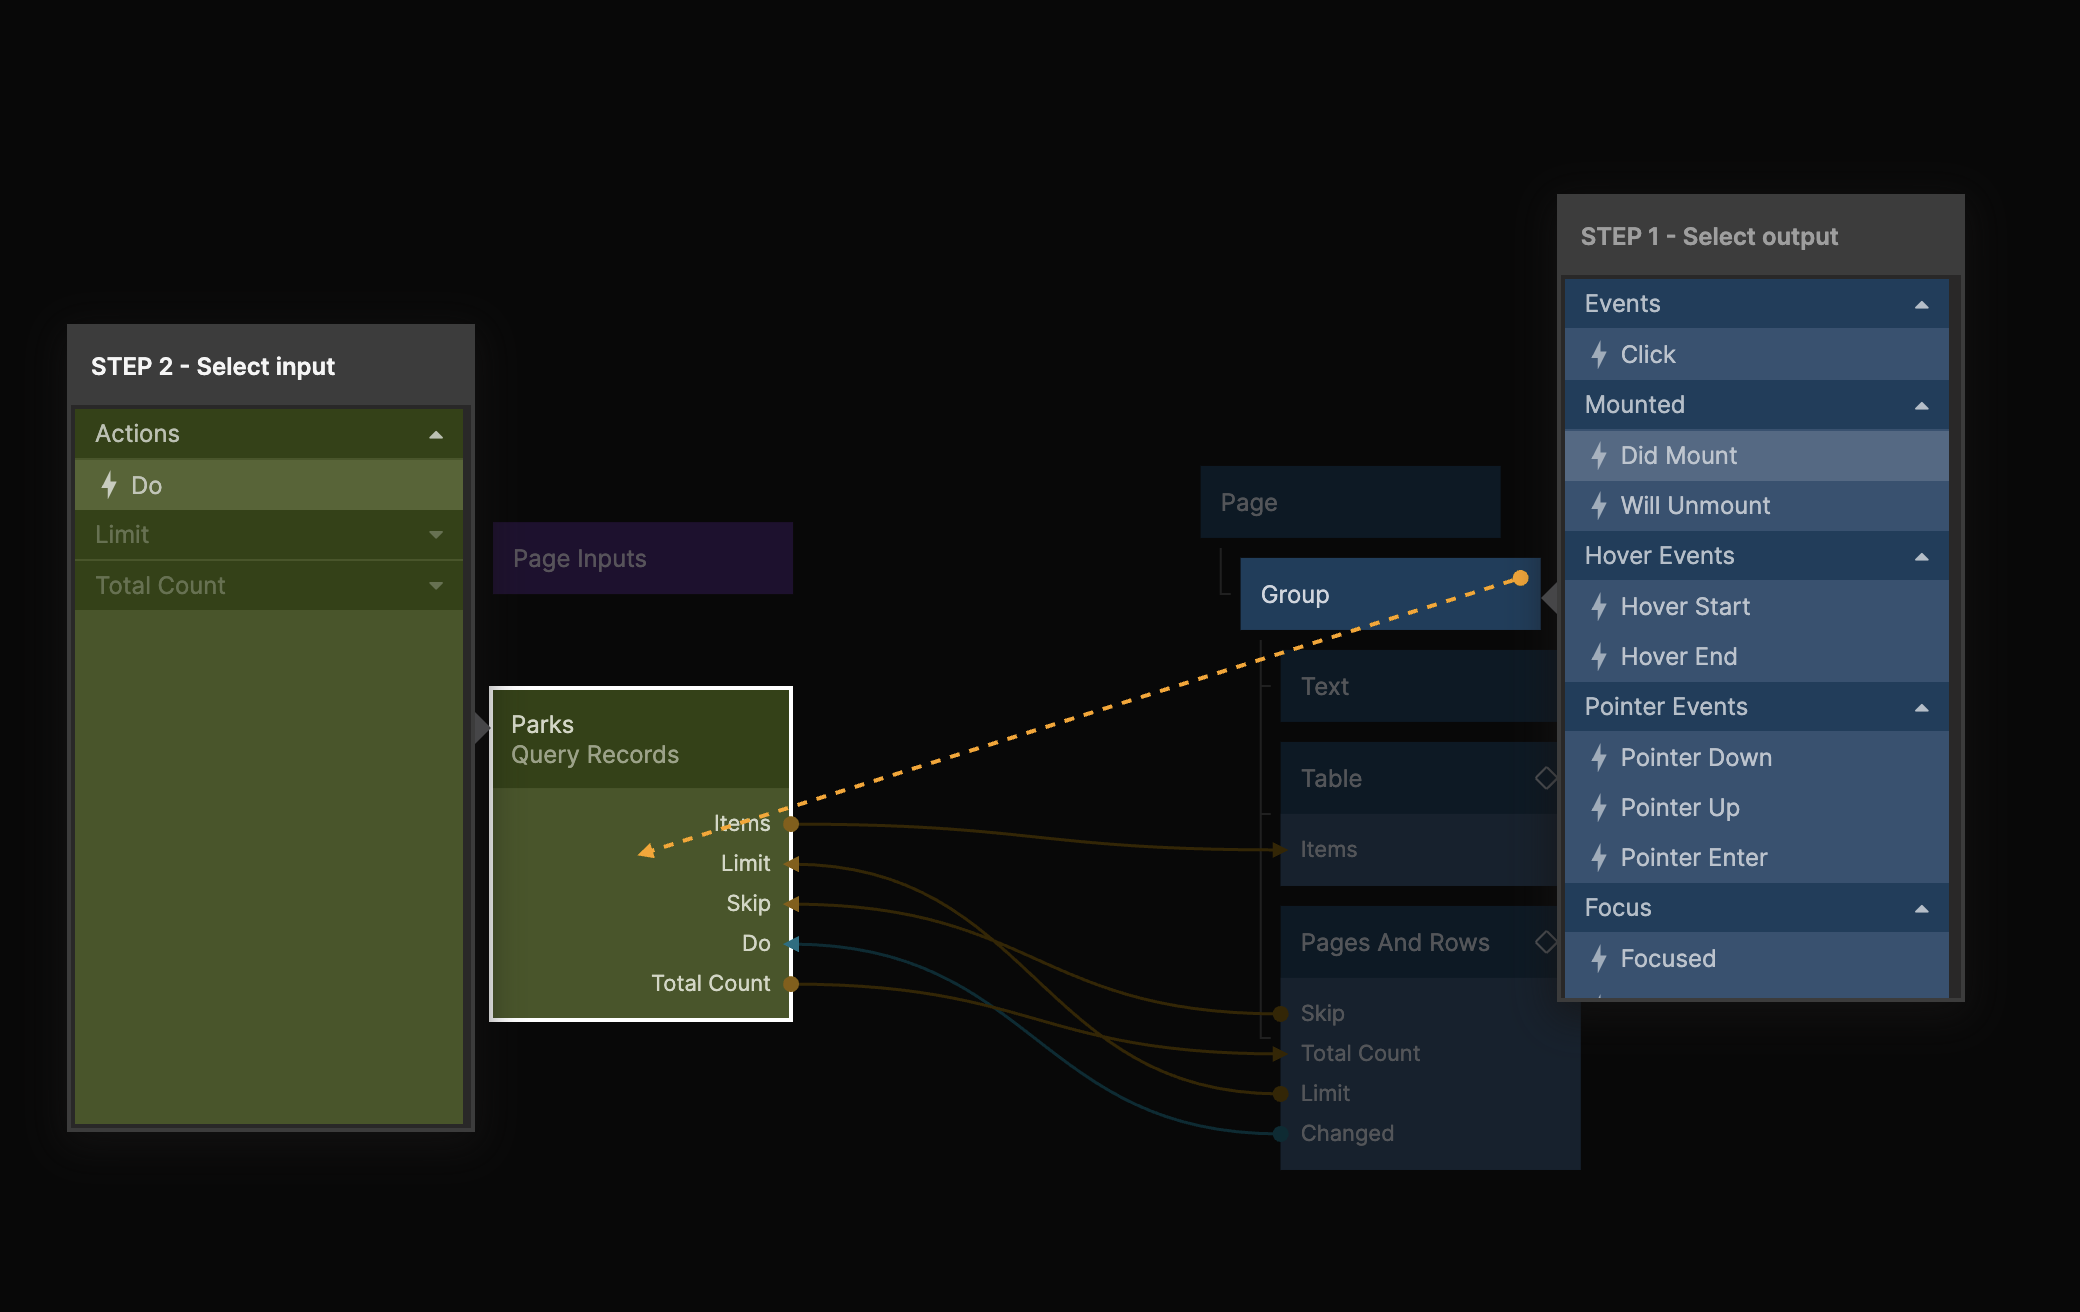 STEP 2 - Select input
Actions
Do
Limit
Total Count
Page Inputs
Parks
Query Records
Items
Limit
Skip
Do
Total Count
Page
Group
Text
Table
Items
Pages And Rows
Skip
Total Count
Limit
Changed
STEP 1 - Select output
Events
Click
Mounted
Did Mount
Will Unmount
Hover Events
Hover Start
Hover End
Pointer Events
Pointer Down
Pointer Up
Pointer Enter
Focus
Focused